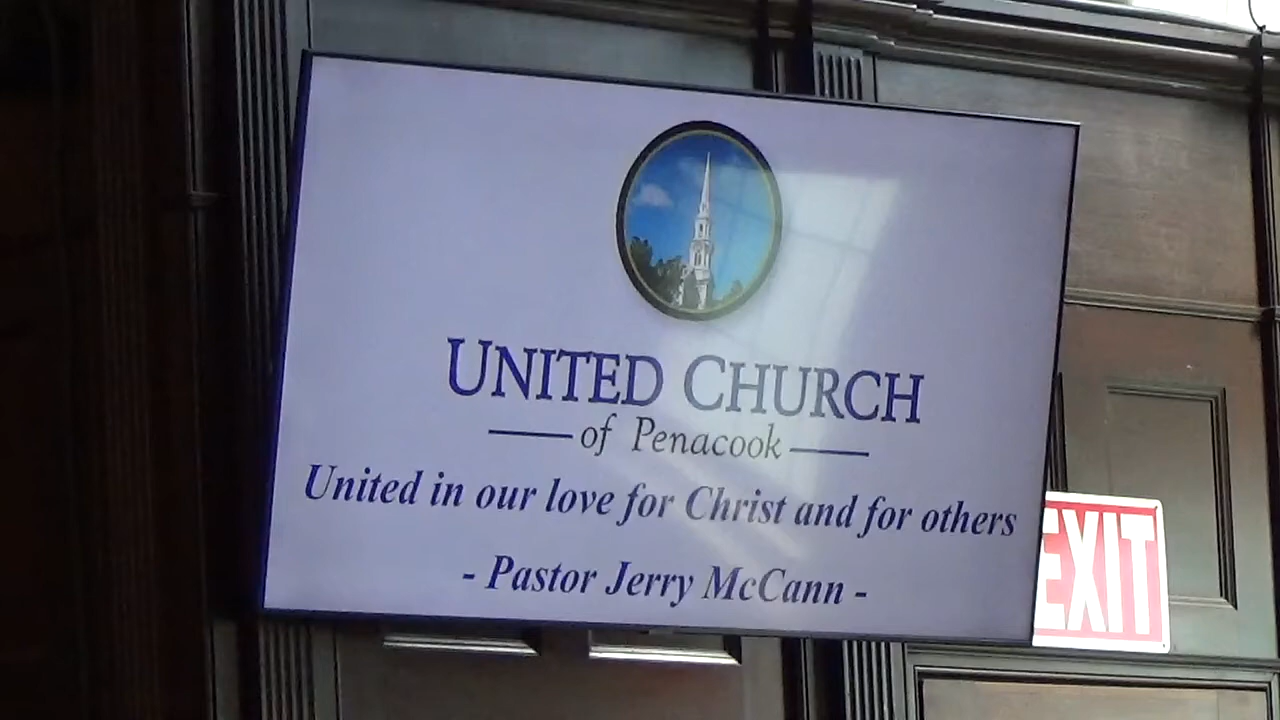 UNITED CHURCH
of Penacook
United in our love for Christ and for others
- Pastor Jerry McCann -
EXIT